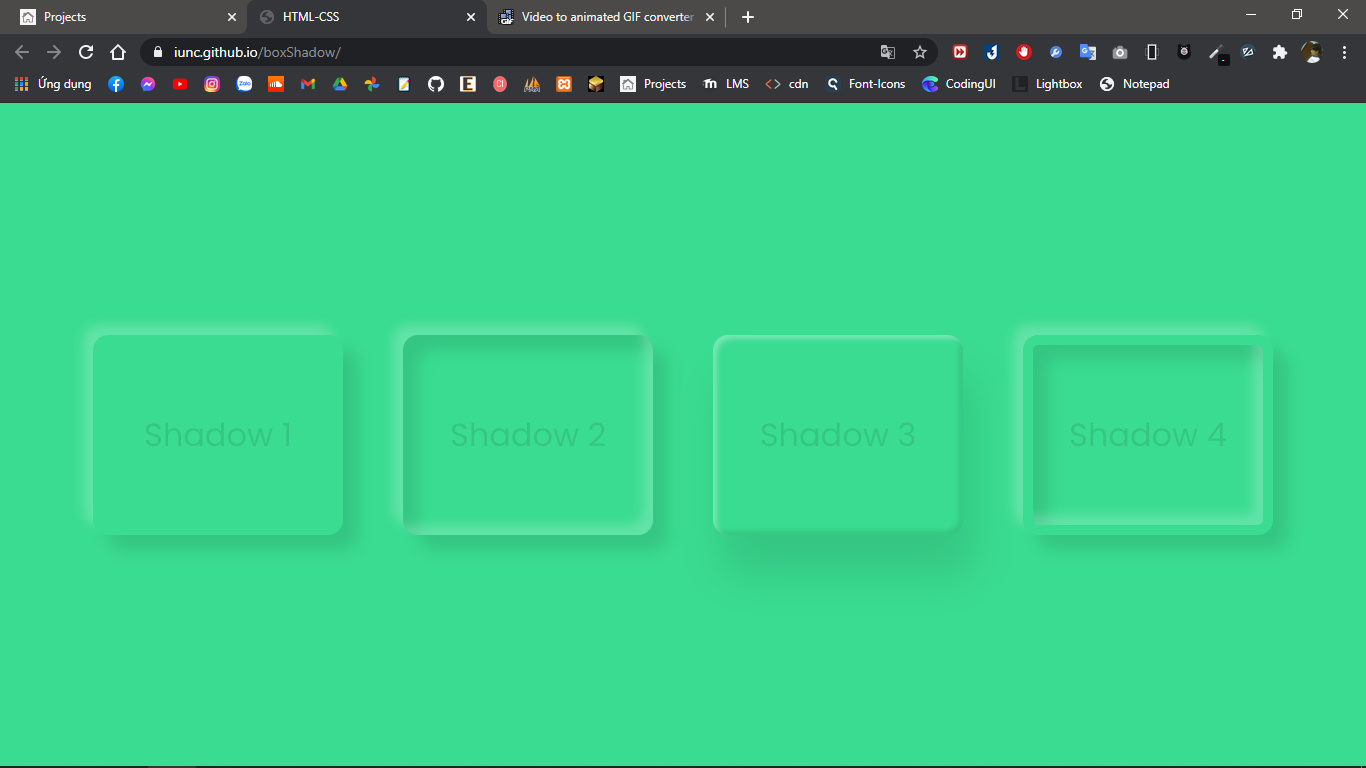 Projects
HTML-CSS
Video to animated GIF converter
iunc.github.io/boxShadow/
Ứng dụng
Projects
LMS
cdn
Font-Icons
CodingUI
Lightbox
Notepad
Shadow 1
Shadow 2
Shadow 3
Shadow 4